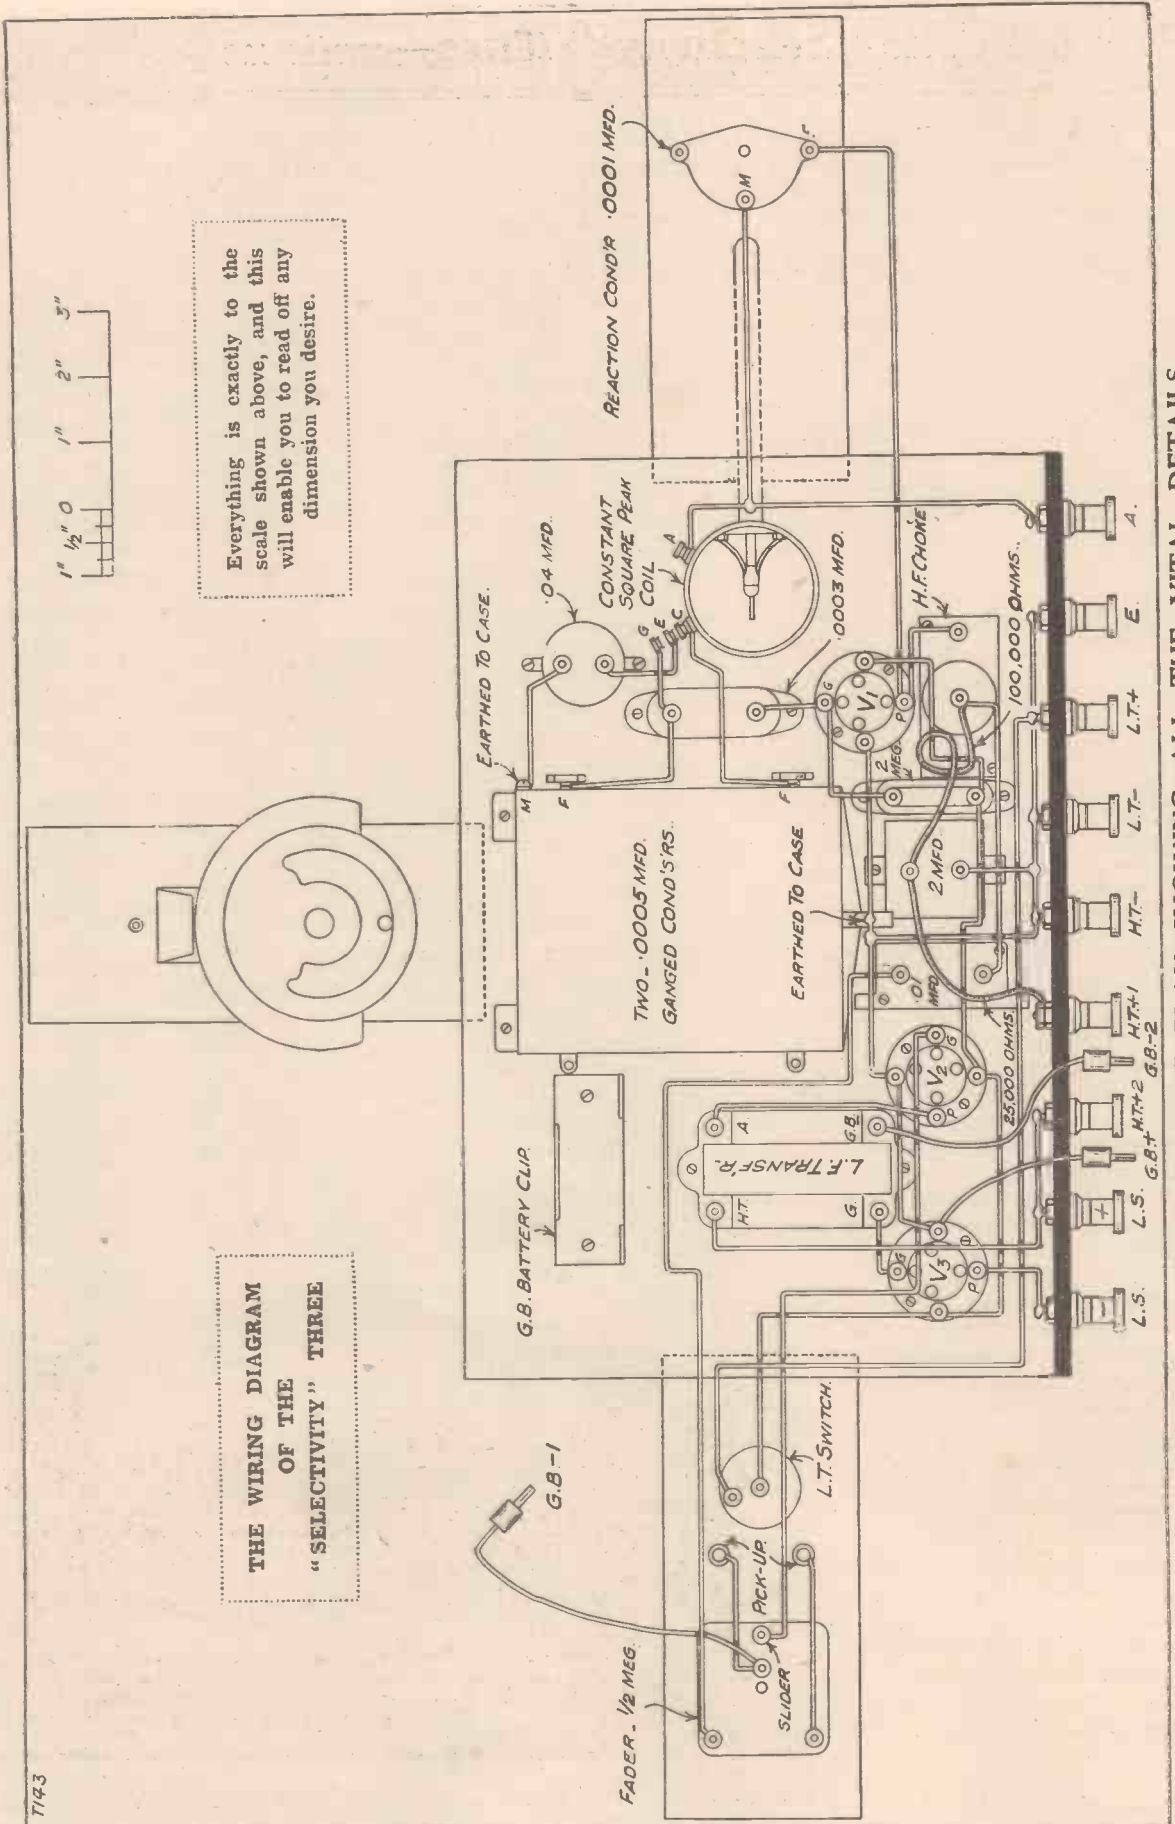 T143
THE WIRING DIAGRAM
OF THE
"SELECTIVITY" THREE
1" ½" 0 1" 2" 3"
Everything is exactly to the
scale shown above, and this
will enable you to read off any
dimension you desire.
G.B.-1
FADER - 1/2 MEG.
SLIDER
PICK-UP.
L.T. SWITCH.
G.B. BATTERY CLIP.
TWO - .0005 MFD.
GANGED COND'S'RS.
EARTHED TO CASE.
M
F
F
EARTHED TO CASE
.04 MFD.
CONSTANT
SQUARE PEAK
COIL
G
E
C
A
.0003 MFD.
REACTION COND'R .0001 MFD.
M
F
H.F. CHOKE
100,000 OHMS.
V1
G
P
2
MEG.
2 MFD
.01
MFD
25,000 OHMS.
V2
G
P
L.F. TRANSF'R.
A.
H.T.
G.B.
G.
V3
G
P
L.S. -
L.S. +
G.B.+
H.T.+2
G.B.-2
H.T.+1
H.T.-
L.T.-
L.T.+
E.
A.
ALL THE VITAL DETAILS